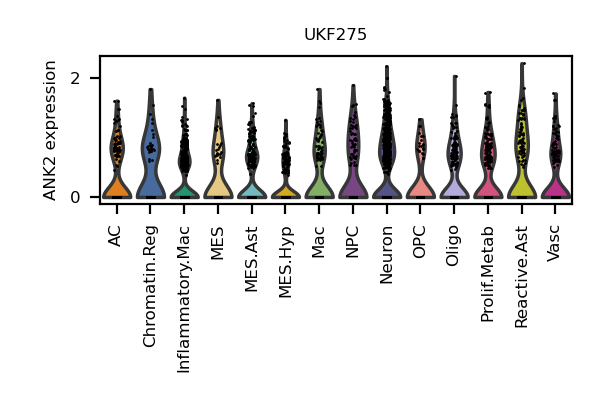 UKF275
ANK2 expression
2
0
AC
Chromatin.Reg
Inflammatory.Mac
MES
MES.Ast
MES.Hyp
Mac
NPC
Neuron
OPC
Oligo
Prolif.Metab
Reactive.Ast
Vasc